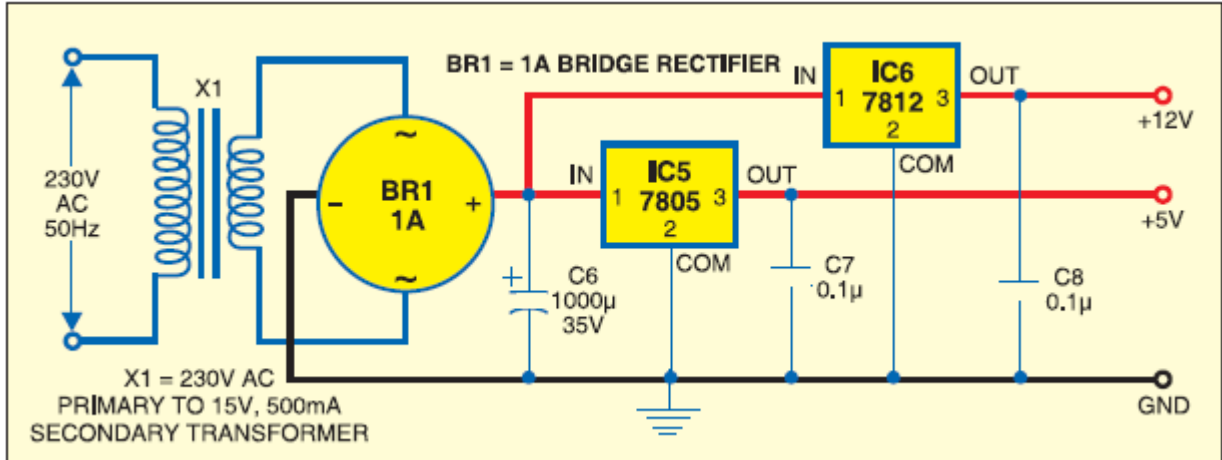 230V
AC
50Hz
X1
X1 = 230V AC
PRIMARY TO 15V, 500mA
SECONDARY TRANSFORMER
~
− BR1 +
1A
~
BR1 = 1A BRIDGE RECTIFIER
IN
IC6
1 7812 3
2
OUT
COM
+12V
IN
IC5
1 7805 3
2
OUT
COM
+5V
+
C6
1000µ
35V
C7
0.1µ
C8
0.1µ
GND